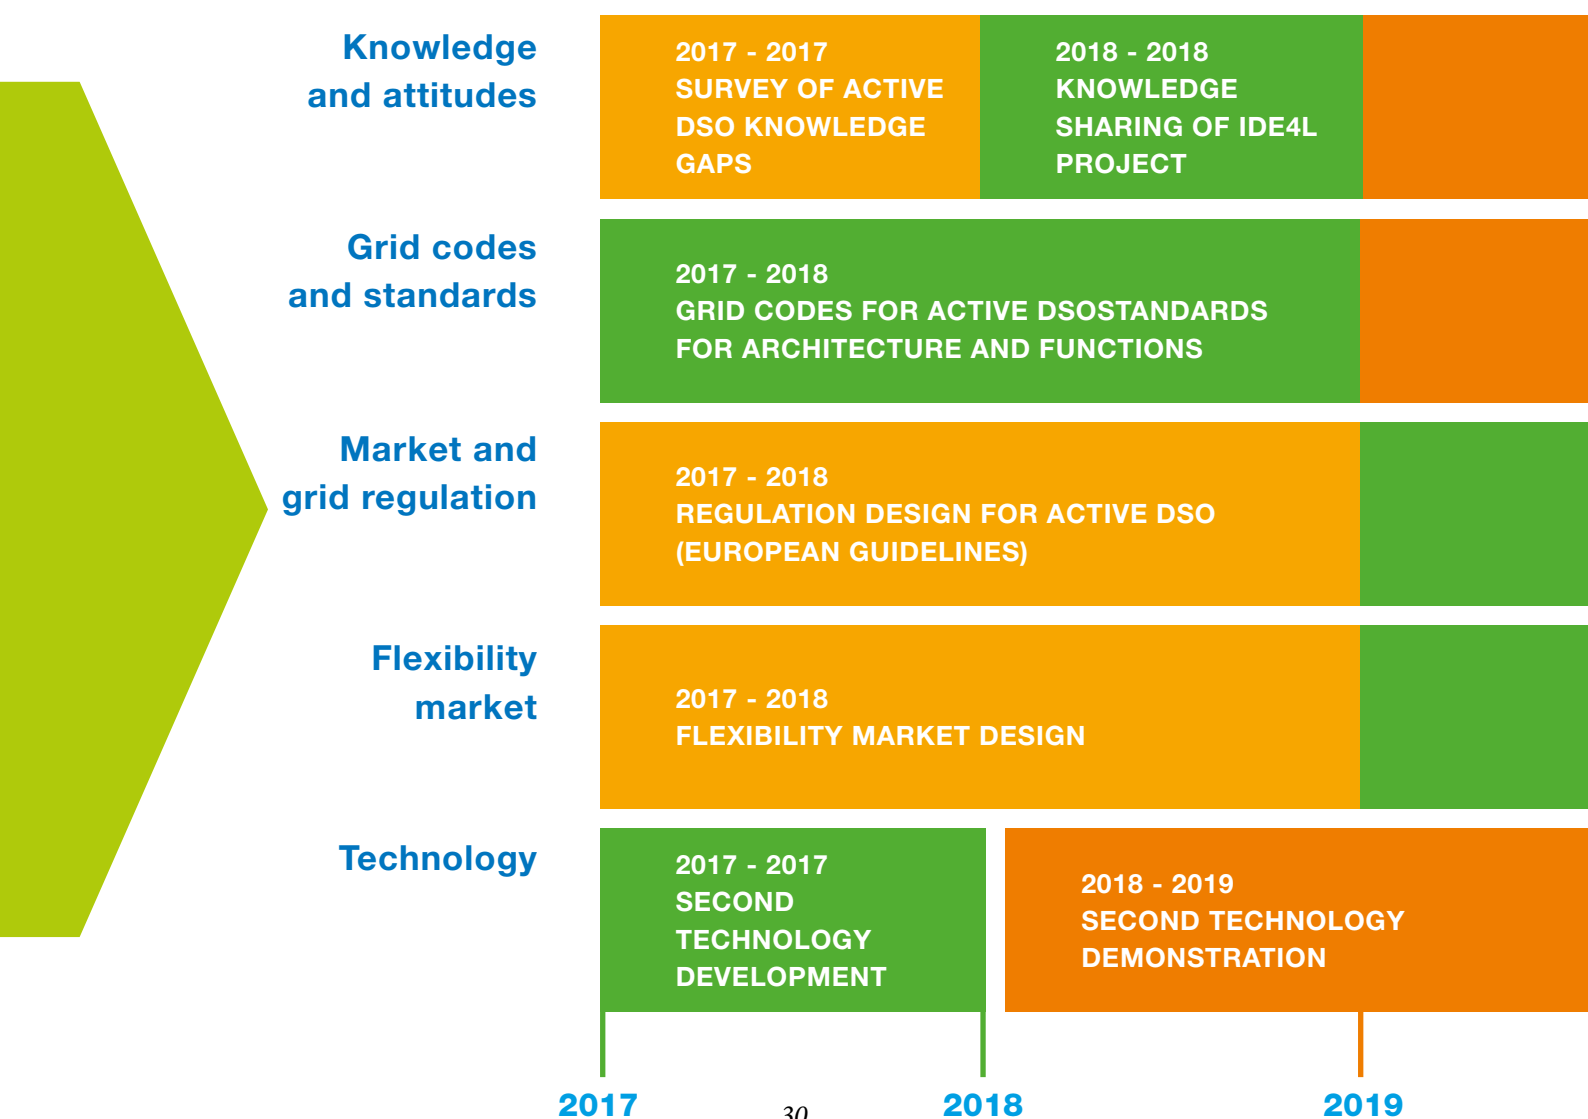 Knowledge
and attitudes
2017 - 2017
SURVEY OF ACTIVE
DSO KNOWLEDGE
GAPS
2018 - 2018
KNOWLEDGE
SHARING OF IDE4L
PROJECT
Grid codes
and standards
2017 - 2018
GRID CODES FOR ACTIVE DSOSTANDARDS
FOR ARCHITECTURE AND FUNCTIONS
Market and
grid regulation
2017 - 2018
REGULATION DESIGN FOR ACTIVE DSO
(EUROPEAN GUIDELINES)
Flexibility
market
2017 - 2018
FLEXIBILITY MARKET DESIGN
Technology
2017 - 2017
SECOND
TECHNOLOGY
DEVELOPMENT
2018 - 2019
SECOND TECHNOLOGY
DEMONSTRATION
2017
30
2018
2019